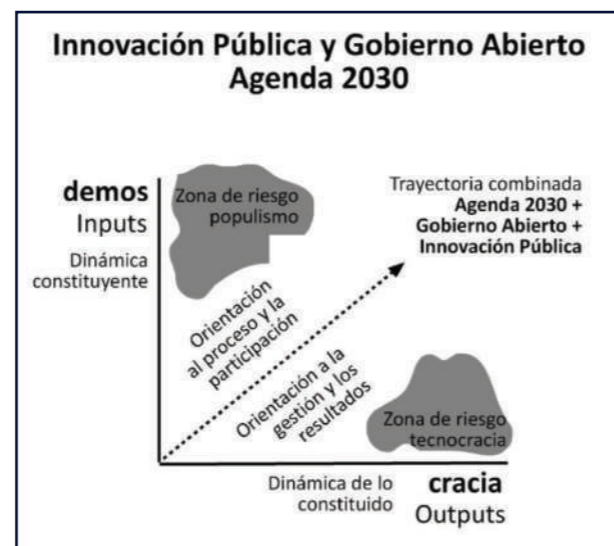 Innovación Pública y Gobierno Abierto
Agenda 2030
demos
Inputs
Dinámica
constituyente
Zona de riesgo
populismo
Trayectoria combinada
Agenda 2030 +
Gobierno Abierto +
Innovación Pública
Orientación
al proceso y la
participación
Orientación a la
gestión y los
resultados
Zona de riesgo
tecnocracia
Dinámica de lo
constituido
cracia
Outputs